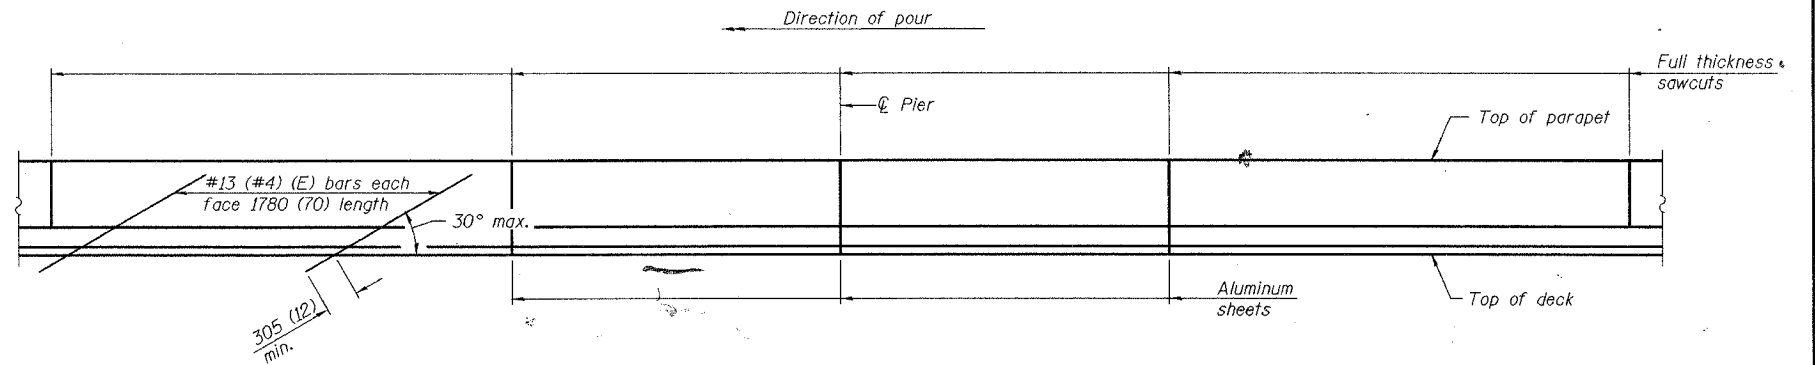 Direction of pour
Full thickness
sawcuts
℄ Pier
Top of parapet
#13 (#4) (E) bars each
face 1780 (70) length
30° max.
305 (12)
min.
Aluminum
sheets
Top of deck